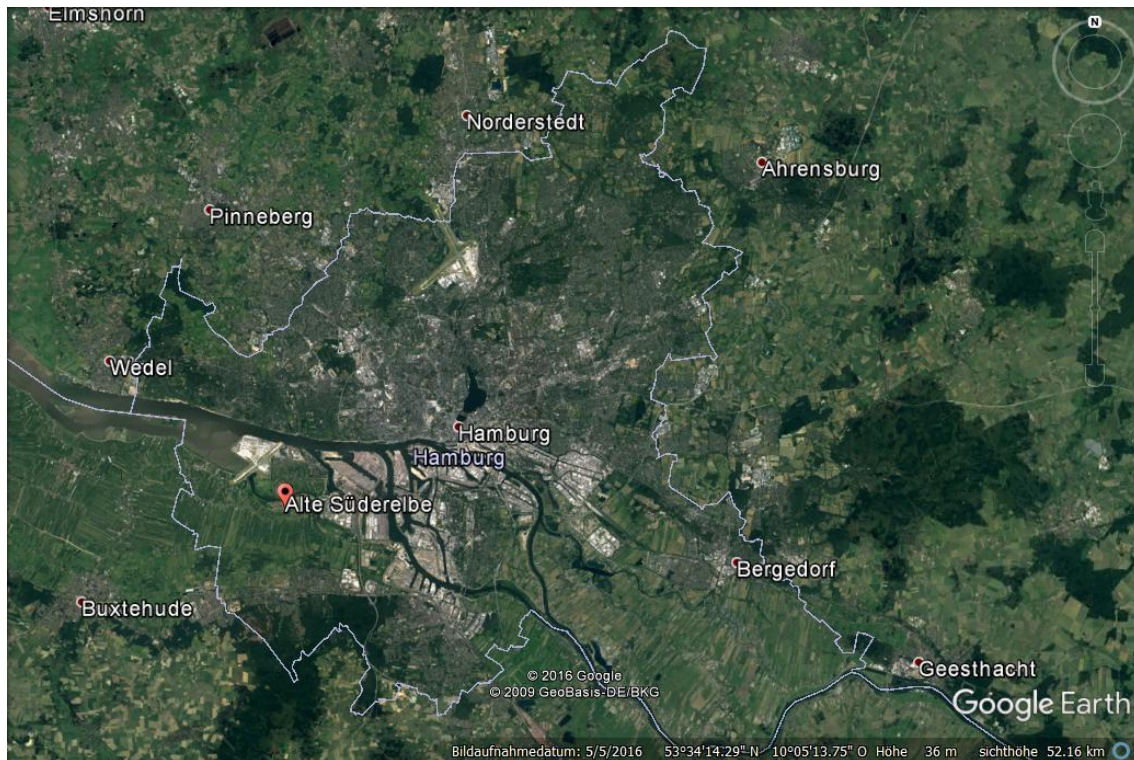 Elmshorn
N
Norderstedt
Ahrensburg
Pinneberg
Wedel
Hamburg
Hamburg
Alte Süderelbe
Bergedorf
Buxtehude
Geesthacht
© 2016 Google
© 2009 GeoBasis-DE/BKG
Google Earth
Bildaufnahmedatum: 5/5/2016 53°34'14.29" N 10°05'13.75" O Höhe 36 m sichthöhe 52.16 km